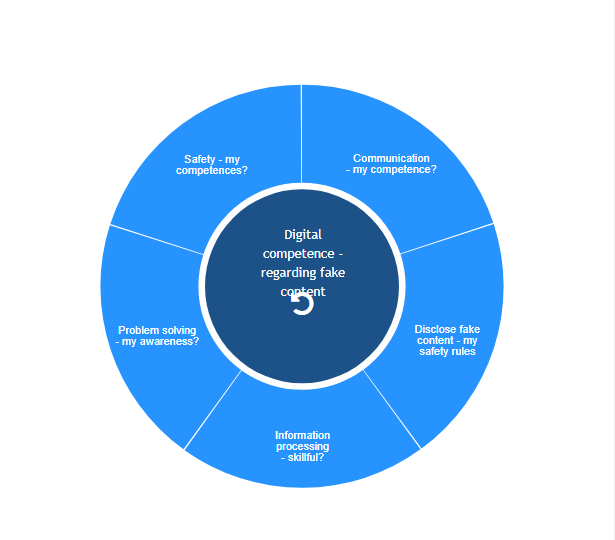 Safety - my
competences?
Communication
- my competence?
Digital
competence -
regarding fake
content
Problem solving
- my awareness?
Disclose fake
content - my
safety rules
Information
processing
- skillful?